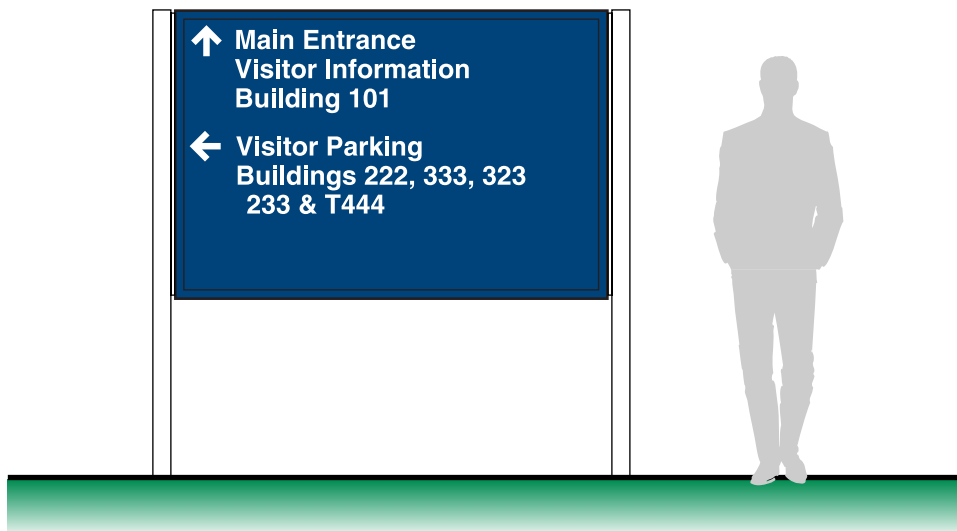 Main Entrance
Visitor Information
Building 101
Visitor Parking
Buildings 222, 333, 323
233 & T444